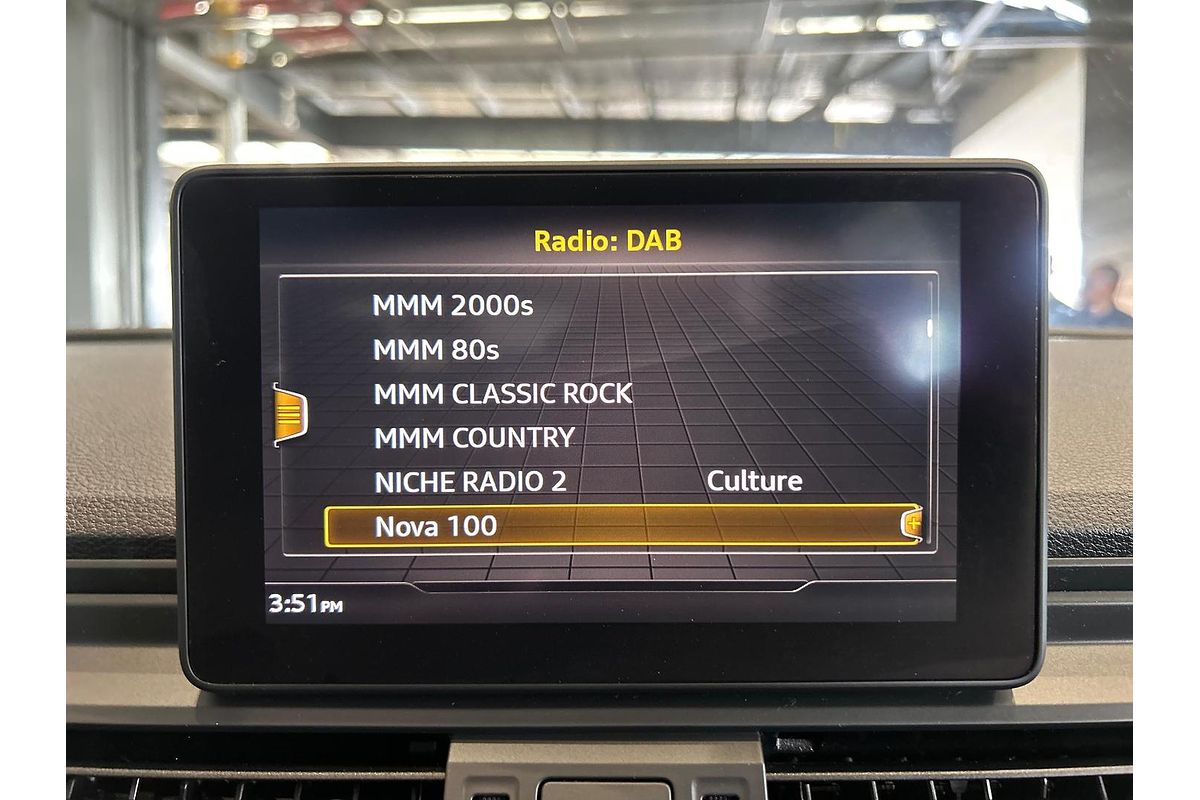 Radio: DAB
MMM 2000s
MMM 80s
MMM CLASSIC ROCK
MMM COUNTRY
NICHE RADIO 2 Culture
Nova 100
3:51PM